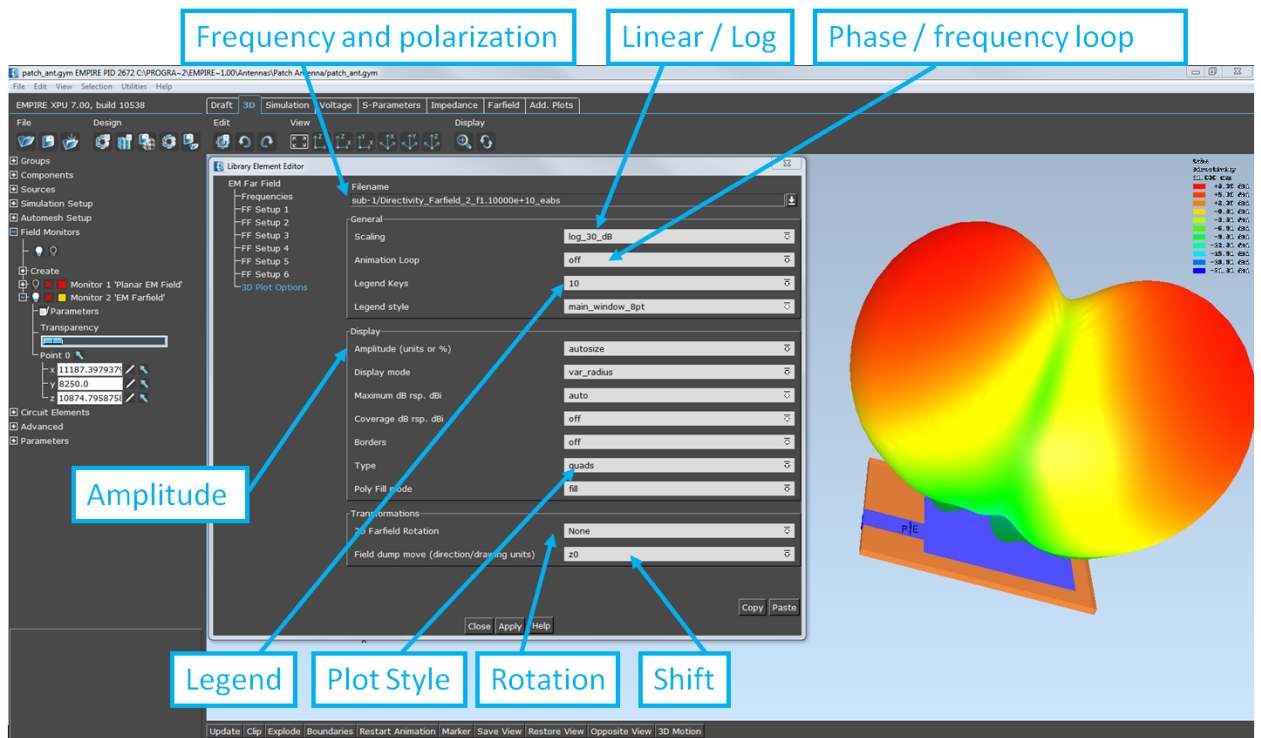 Frequency and polarization
Linear / Log
Phase / frequency loop
patch_ant.gym EMPIRE PID 2672 C:\PROGRA~2\EMPIRE~1.00\Antennas\Patch Antenna/patch_ant.gym
File Edit View Selection Utilities Help
EMPIRE XPU 7.00, build 10538
Draft 3D Simulation Voltage S-Parameters Impedance Farfield Add. Plots
File Design Edit View Display
Groups
Components
Sources
Simulation Setup
Automesh Setup
Field Monitors
Create
Monitor 1 'Planar EM Field'
Monitor 2 'EM Farfield'
Parameters
Transparency
Point 0
x 11187.3979379
y 8250.0
z 10874.7958758
Circuit Elements
Advanced
Parameters
Library Element Editor
EM Far Field
Frequencies
FF Setup 1
FF Setup 2
FF Setup 3
FF Setup 4
FF Setup 5
FF Setup 6
3D Plot Options
Filename
sub-1/Directivity_Farfield_2_f1.10000e+10_eabs
General
Scaling log_30_dB
Animation Loop off
Legend Keys 10
Legend style main_window_8pt
Display
Amplitude (units or %) autosize
Display mode var_radius
Maximum dB rsp. dBi auto
Coverage dB rsp. dBi off
Borders off
Type quads
Poly Fill mode fill
Transformations
Farfield Rotation None
Field dump move (direction/drawing units) z0
Copy Paste
Close Apply Help
P E
Amplitude
Legend
Plot Style
Rotation
Shift
Update Clip Explode Boundaries Restart Animation Marker Save View Restore View Opposite View 3D Motion